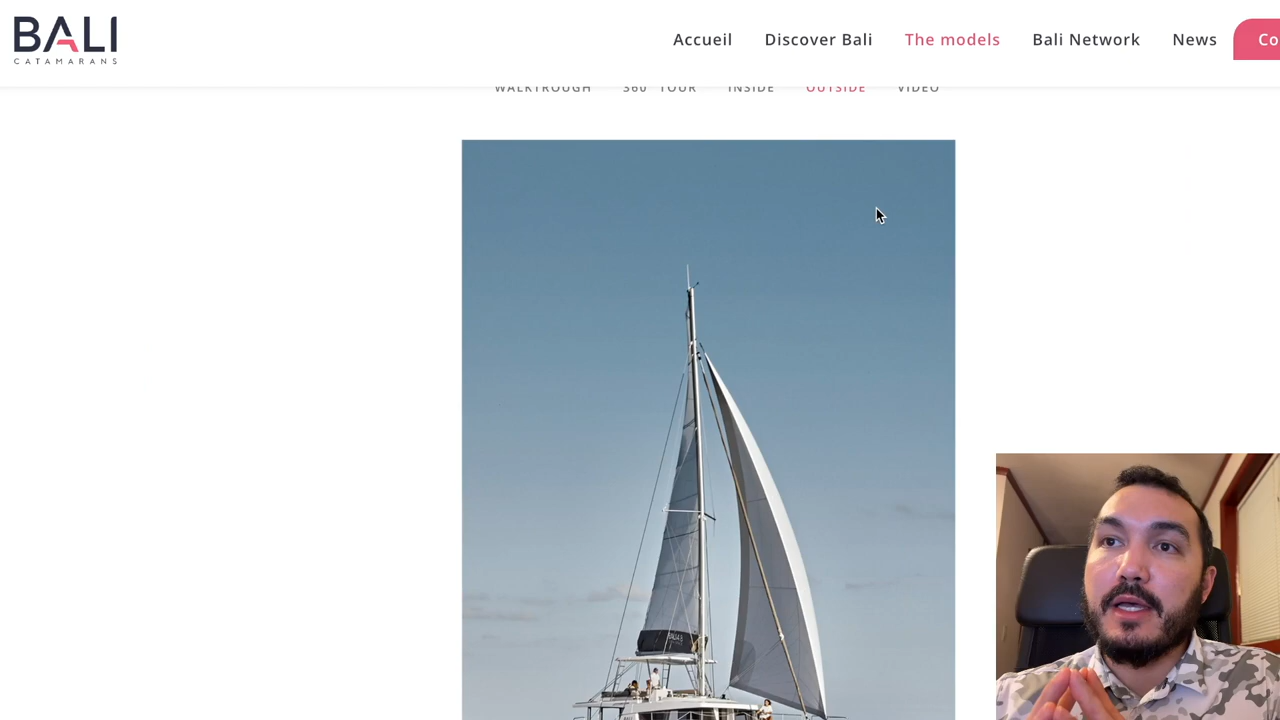 BALI
CATAMARANS
Accueil Discover Bali The models Bali Network News Co
WALKTROUGH 360 TOUR INSIDE OUTSIDE VIDEO